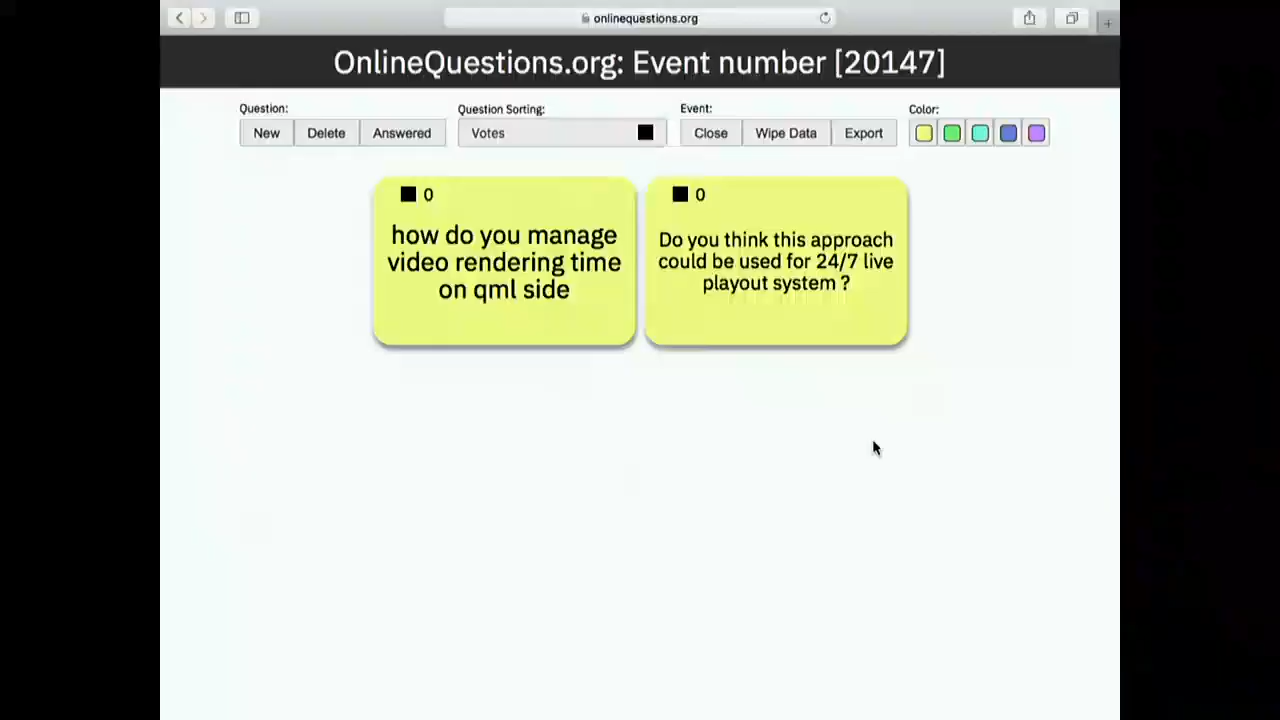 onlinequestions.org
OnlineQuestions.org: Event number [20147]
Question:
Question Sorting:
Event:
Color:
New
Delete
Answered
Votes
Close
Wipe Data
Export
0
how do you manage
video rendering time
on qml side
0
Do you think this approach
could be used for 24/7 live
playout system ?